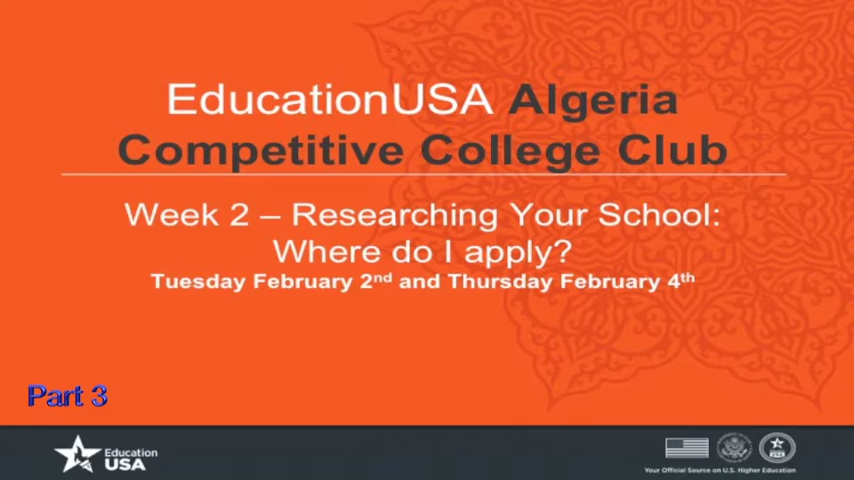 EducationUSA Algeria
Competitive College Club
Week 2 – Researching Your School:
Where do I apply?
Tuesday February 2nd and Thursday February 4th
Part 3
Education
USA
Your Official Source on U.S. Higher Education